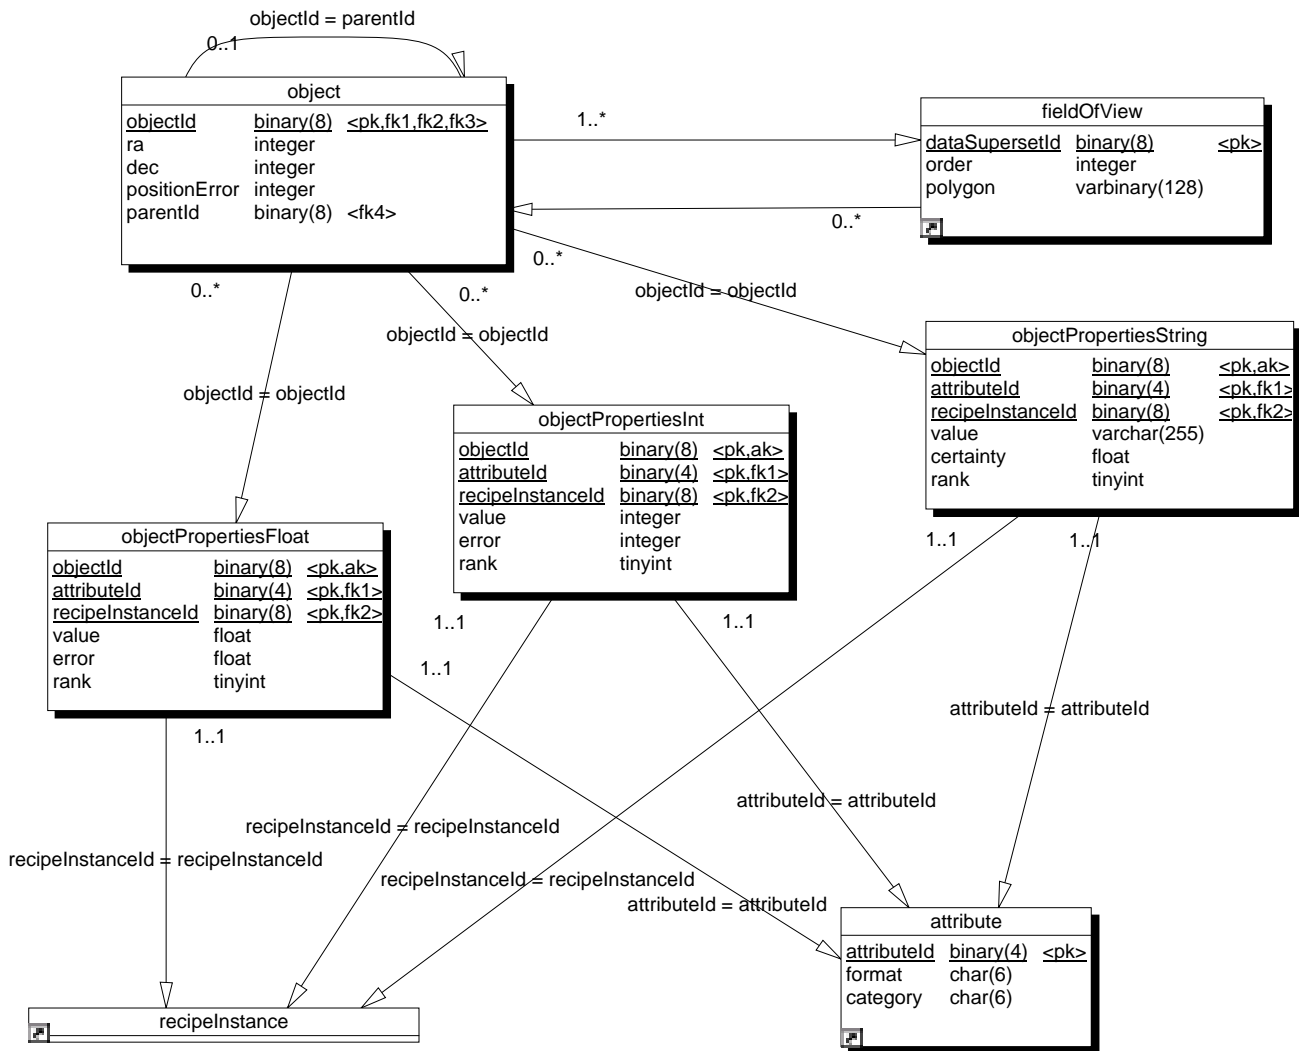 objectId = parentId
0..1
object
objectId binary(8) <pk,fk1,fk2,fk3>
ra integer
dec integer
positionError integer
parentId binary(8) <fk4>
1..*
fieldOfView
dataSupersetId binary(8) <pk>
order integer
polygon varbinary(128)
0..*
0..*
0..*
0..*
objectId = objectId
objectId = objectId
objectId = objectId
objectPropertiesString
objectId binary(8) <pk,ak>
attributeId binary(4) <pk,fk1>
recipeInstanceId binary(8) <pk,fk2>
value varchar(255)
certainty float
rank tinyint
objectPropertiesInt
objectId binary(8) <pk,ak>
attributeId binary(4) <pk,fk1>
recipeInstanceId binary(8) <pk,fk2>
value integer
error integer
rank tinyint
objectPropertiesFloat
objectId binary(8) <pk,ak>
attributeId binary(4) <pk,fk1>
recipeInstanceId binary(8) <pk,fk2>
value float
error float
rank tinyint
1..1
1..1
1..1
1..1
1..1
1..1
attributeId = attributeId
attributeId = attributeId
recipeInstanceId = recipeInstanceId
recipeInstanceId = recipeInstanceId
recipeInstanceId = recipeInstanceId
attributeId = attributeId
attribute
attributeId binary(4) <pk>
format char(6)
category char(6)
recipeInstance